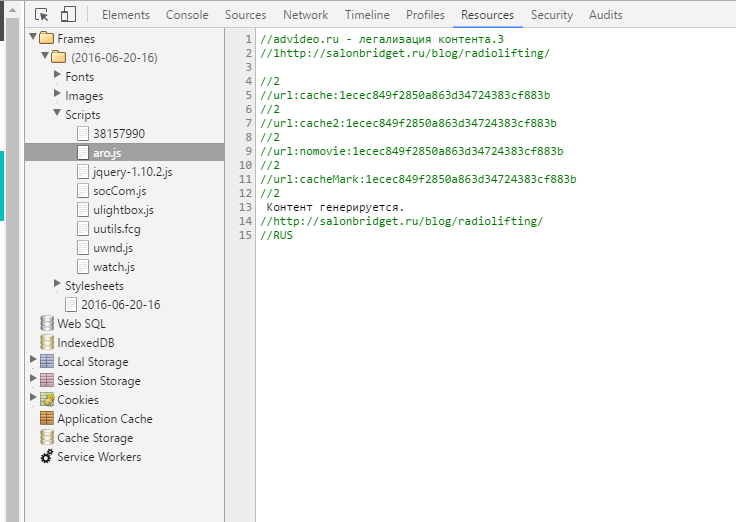 Elements Console Sources Network Timeline Profiles Resources Security Audits
Frames
(2016-06-20-16)
Fonts
Images
Scripts
38157990
aro.js
jquery-1.10.2.js
socCom.js
ulightbox.js
uutils.fcg
uwnd.js
watch.js
Stylesheets
2016-06-20-16
Web SQL
IndexedDB
Local Storage
Session Storage
Cookies
Application Cache
Cache Storage
Service Workers
1 //advideo.ru - легализация контента.3
2 //1http://salonbridget.ru/blog/radiolifting/
3
4 //2
5 //url:cache:1ecec849f2850a863d34724383cf883b
6 //2
7 //url:cache2:1ecec849f2850a863d34724383cf883b
8 //2
9 //url:nomovie:1ecec849f2850a863d34724383cf883b
10 //2
11 //url:cacheMark:1ecec849f2850a863d34724383cf883b
12 //2
13 Контент генерируется.
14 //http://salonbridget.ru/blog/radiolifting/
15 //RUS